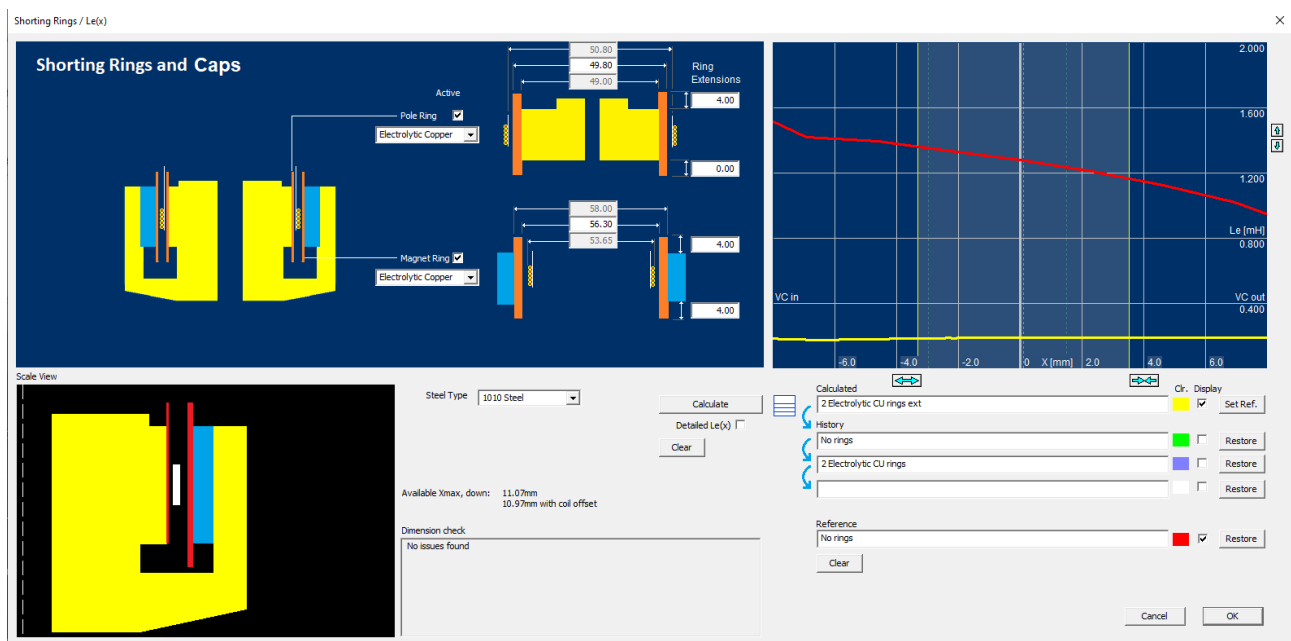 Shorting Rings / Le(x)
Shorting Rings and Caps
Active
Pole Ring
Electrolytic Copper
Magnet Ring
Electrolytic Copper
50.80
49.80
49.00
Ring
Extensions
4.00
0.00
58.00
56.30
53.65
4.00
4.00
2.000
1.600
1.200
Le [mH]
0.800
VC in
VC out
0.400
-6.0 -4.0 -2.0 0 X [mm] 2.0 4.0 6.0
Scale View
Steel Type 1010 Steel
Calculate
Detailed Le(x)
Clear
Available Xmax, down: 11.07mm
10.97mm with coil offset
Dimension check
No issues found
Calculated Clr. Display
2 Electrolytic CU rings ext Set Ref.
History
No rings Restore
2 Electrolytic CU rings Restore
Restore
Reference
No rings Restore
Clear
Cancel OK